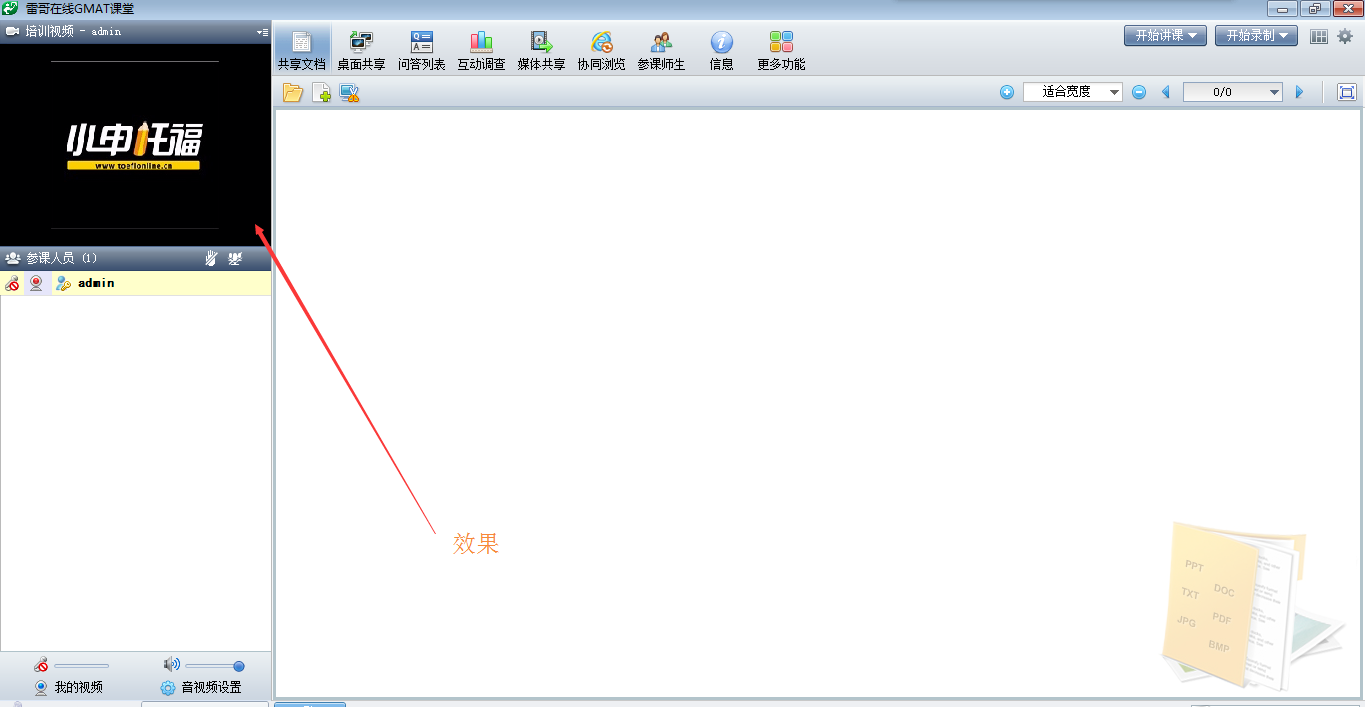 雷哥在线GMAT课堂
培训视频 - admin
小申托福
www.toeflonline.cn
参课人员 (1)
admin
我的视频
音视频设置
共享文档
桌面共享
问答列表
互动调查
媒体共享
协同浏览
参课师生
信息
更多功能
开始讲课
开始录制
适合宽度
0/0
效果
PPT
DOC
TXT
PDF
JPG
BMP